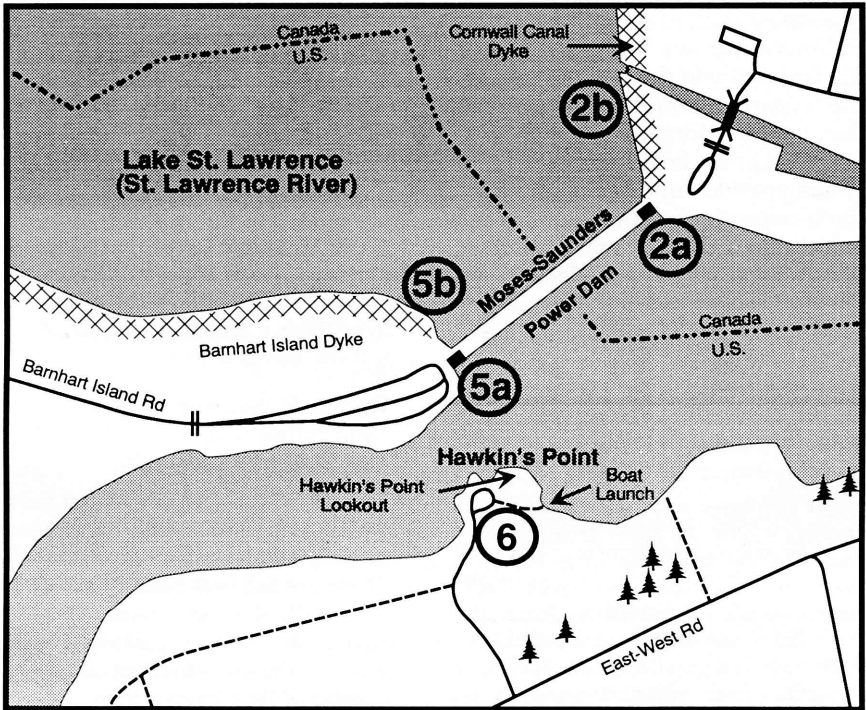 Canada
U.S.
Cornwall Canal
Dyke
2b
Lake St. Lawrence
(St. Lawrence River)
2a
Moses-Saunders
Power Dam
5b
Canada
U.S.
Barnhart Island Dyke
Barnhart Island Rd
5a
Hawkin's Point
Hawkin's Point
Lookout
Boat
Launch
6
East-West Rd